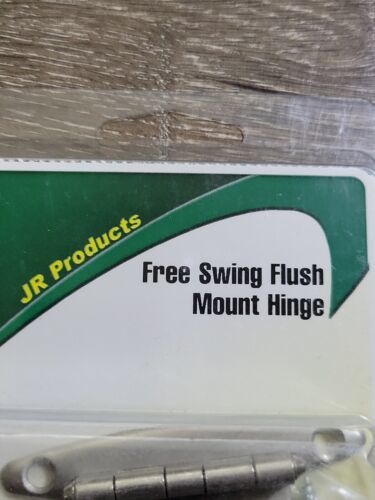 JR Products
Free Swing Flush
Mount Hinge